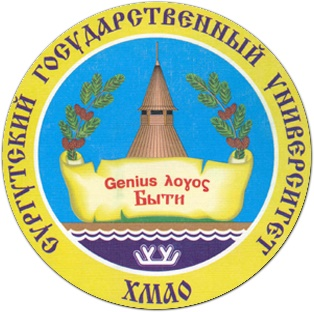 СУРГУТСКИЙ ГОСУДАРСТВЕННЫЙ УНИВЕРСИТЕТ
Genius λογος
Быти
ХМАО